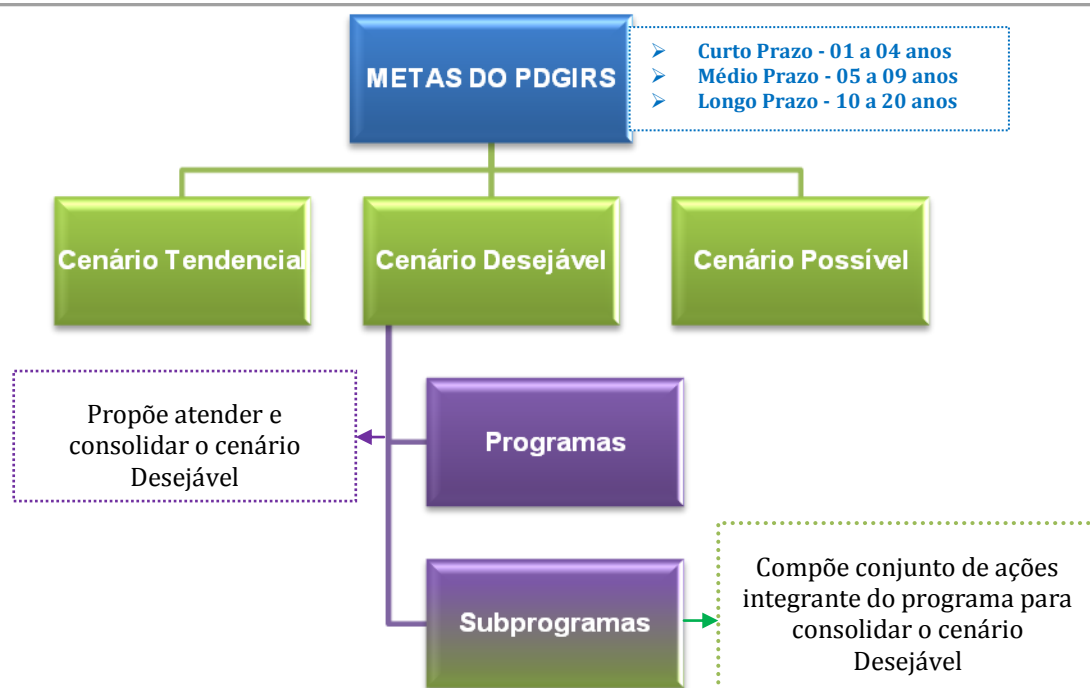 METAS DO PDGIRS
➢ Curto Prazo - 01 a 04 anos
➢ Médio Prazo - 05 a 09 anos
➢ Longo Prazo - 10 a 20 anos
Cenário Tendencial
Cenário Desejável
Cenário Possível
Propõe atender e
consolidar o cenário
Desejável
Programas
Subprogramas
Compõe conjunto de ações
integrante do programa para
consolidar o cenário
Desejável